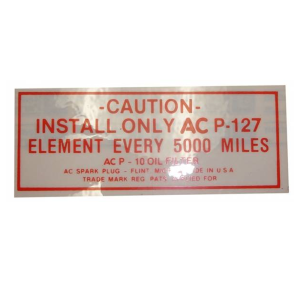 -CAUTION-
INSTALL ONLY AC P-127
ELEMENT EVERY 5000 MILES
AC P-10 OIL
AC SPARK PLUG - FLINT IN U.S.A
TRADE MARK REG PATS FOR